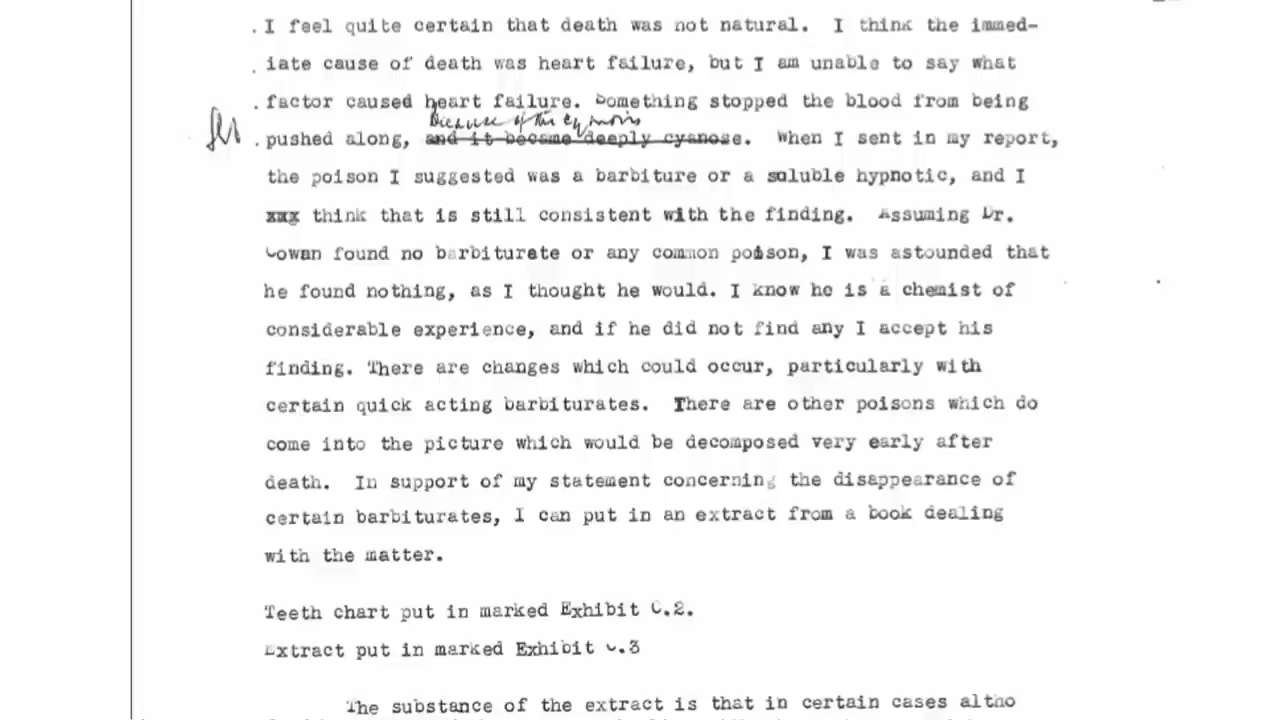 I feel quite certain that death was not natural. I think the immed-
iate cause of death was heart failure, but I am unable to say what
factor caused heart failure. Something stopped the blood from being
because of the cynosis
pushed along, and it became deeply cyanose. When I sent in my report,
the poison I suggested was a barbiture or a soluble hypnotic, and I
xxx think that is still consistent with the finding. Assuming Dr.
Cowan found no barbiturete or any common poison, I was astounded that
he found nothing, as I thought he would. I know he is a chemist of
considerable experience, and if he did not find any I accept his
finding. There are changes which could occur, particularly with
certain quick acting barbiturates. There are other poisons which do
come into the picture which would be decomposed very early after
death. In support of my statement concerning the disappearance of
certain barbiturates, I can put in an extract from a book dealing
with the matter.
Teeth chart put in marked Exhibit C.2.
Extract put in marked Exhibit C.3
The substance of the extract is that in certain cases altho